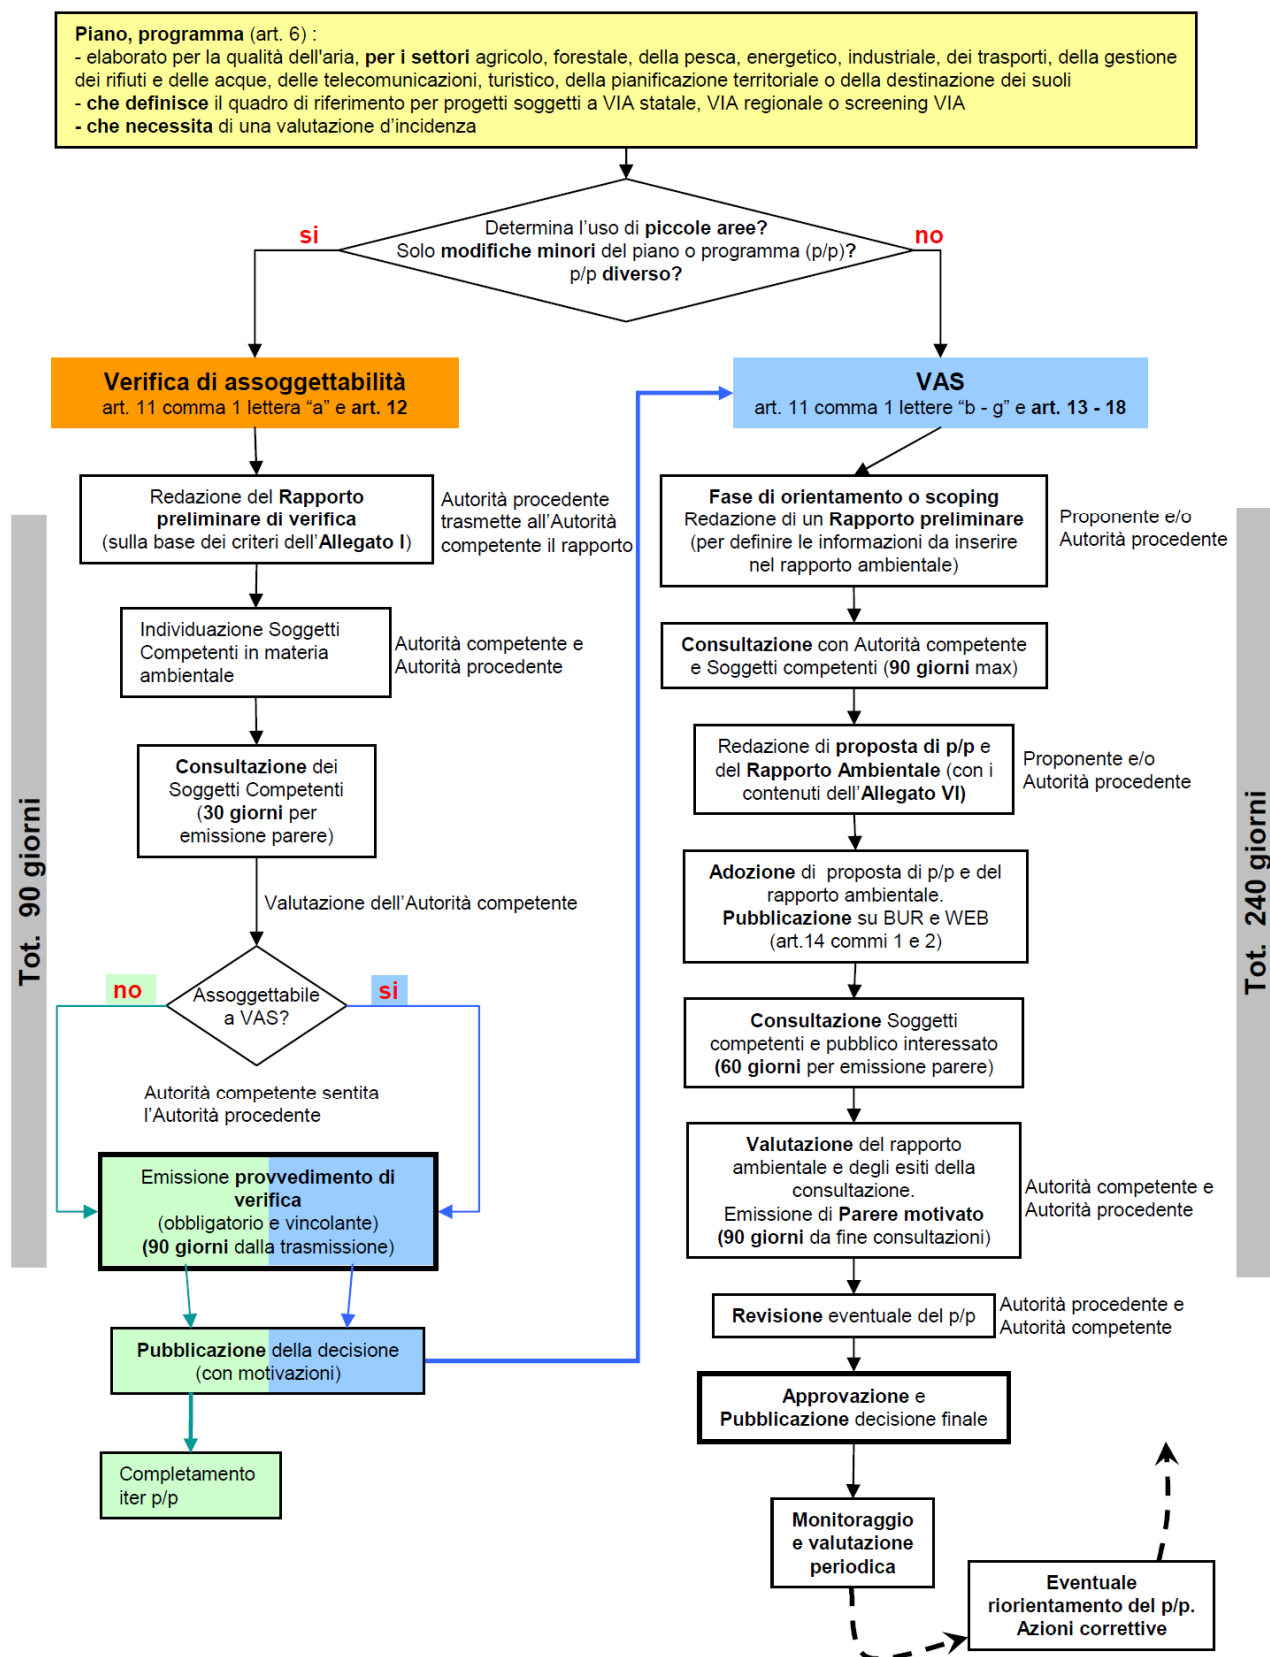 Piano, programma (art. 6) :
- elaborato per la qualità dell'aria, per i settori agricolo, forestale, della pesca, energetico, industriale, dei trasporti, della gestione
dei rifiuti e delle acque, delle telecomunicazioni, turistico, della pianificazione territoriale o della destinazione dei suoli
- che definisce il quadro di riferimento per progetti soggetti a VIA statale, VIA regionale o screening VIA
- che necessita di una valutazione d'incidenza
Determina l'uso di piccole aree?
Solo modifiche minori del piano o programma (p/p)?
p/p diverso?
si
no
Verifica di assoggettabilità
art. 11 comma 1 lettera "a" e art. 12
Redazione del Rapporto
preliminare di verifica
(sulla base dei criteri dell'Allegato I)
Autorità procedente
trasmette all'Autorità
competente il rapporto
Individuazione Soggetti
Competenti in materia
ambientale
Autorità competente e
Autorità procedente
Consultazione dei
Soggetti Competenti
(30 giorni per
emissione parere)
Valutazione dell'Autorità competente
no
si
Assoggettabile
a VAS?
Autorità competente sentita
l'Autorità procedente
Emissione provvedimento di
verifica
(obbligatorio e vincolante)
(90 giorni dalla trasmissione)
Pubblicazione della decisione
(con motivazioni)
Completamento
iter p/p
Tot. 90 giorni
VAS
art. 11 comma 1 lettere "b - g" e art. 13 - 18
Fase di orientamento o scoping
Redazione di un Rapporto preliminare
(per definire le informazioni da inserire
nel rapporto ambientale)
Proponente e/o
Autorità procedente
Consultazione con Autorità competente
e Soggetti competenti (90 giorni max)
Redazione di proposta di p/p e
del Rapporto Ambientale (con i
contenuti dell'Allegato VI)
Proponente e/o
Autorità procedente
Adozione di proposta di p/p e del
rapporto ambientale.
Pubblicazione su BUR e WEB
(art.14 commi 1 e 2)
Consultazione Soggetti
competenti e pubblico interessato
(60 giorni per emissione parere)
Valutazione del rapporto
ambientale e degli esiti della
consultazione.
Emissione di Parere motivato
(90 giorni da fine consultazioni)
Autorità competente e
Autorità procedente
Revisione eventuale del p/p
Autorità procedente e
Autorità competente
Approvazione e
Pubblicazione decisione finale
Monitoraggio
e valutazione
periodica
Eventuale
riorientamento del p/p.
Azioni correttive
Tot. 240 giorni